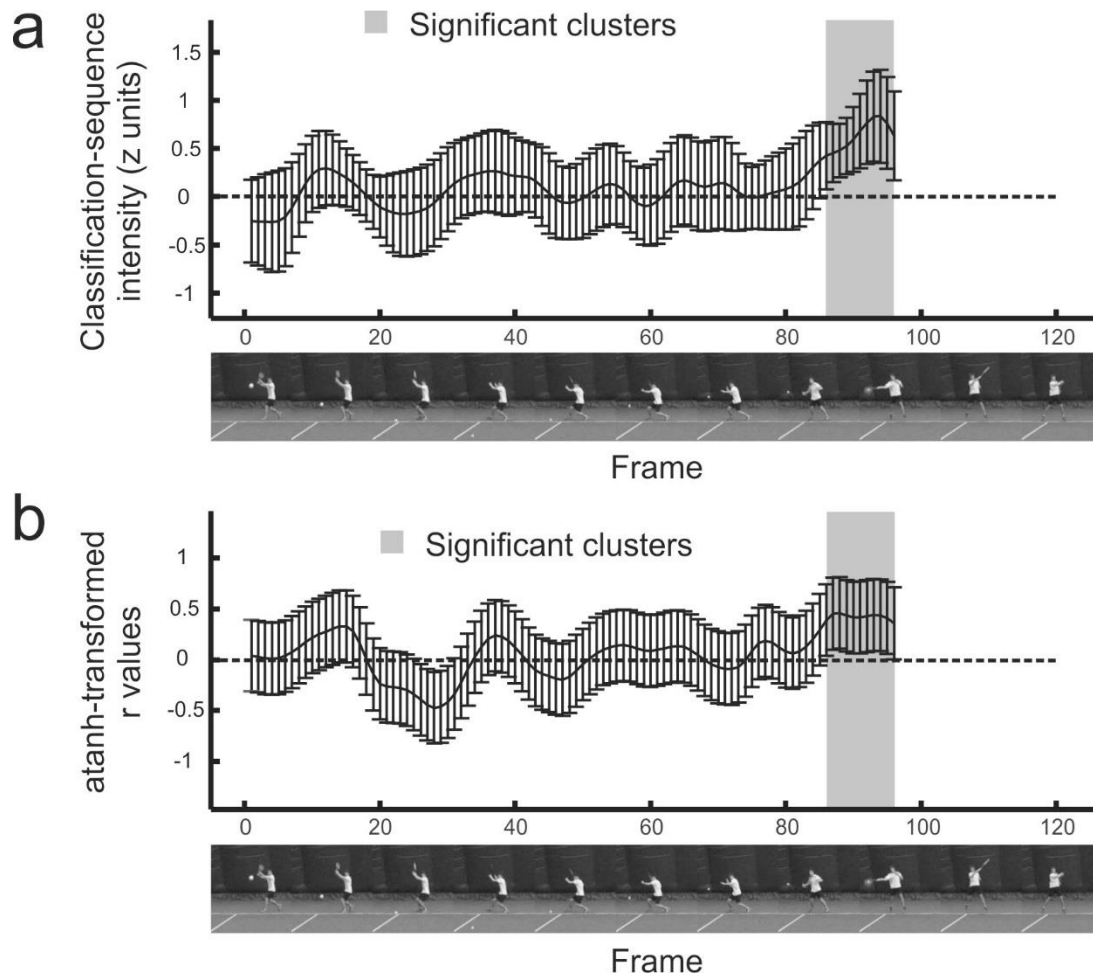 a
Significant clusters
Classification-sequence
intensity (z units)
1.5
1
0.5
0
-0.5
-1
0 20 40 60 80 100 120
Frame
b
Significant clusters
atanh-transformed
r values
1
0.5
0
-0.5
-1
0 20 40 60 80 100 120
Frame